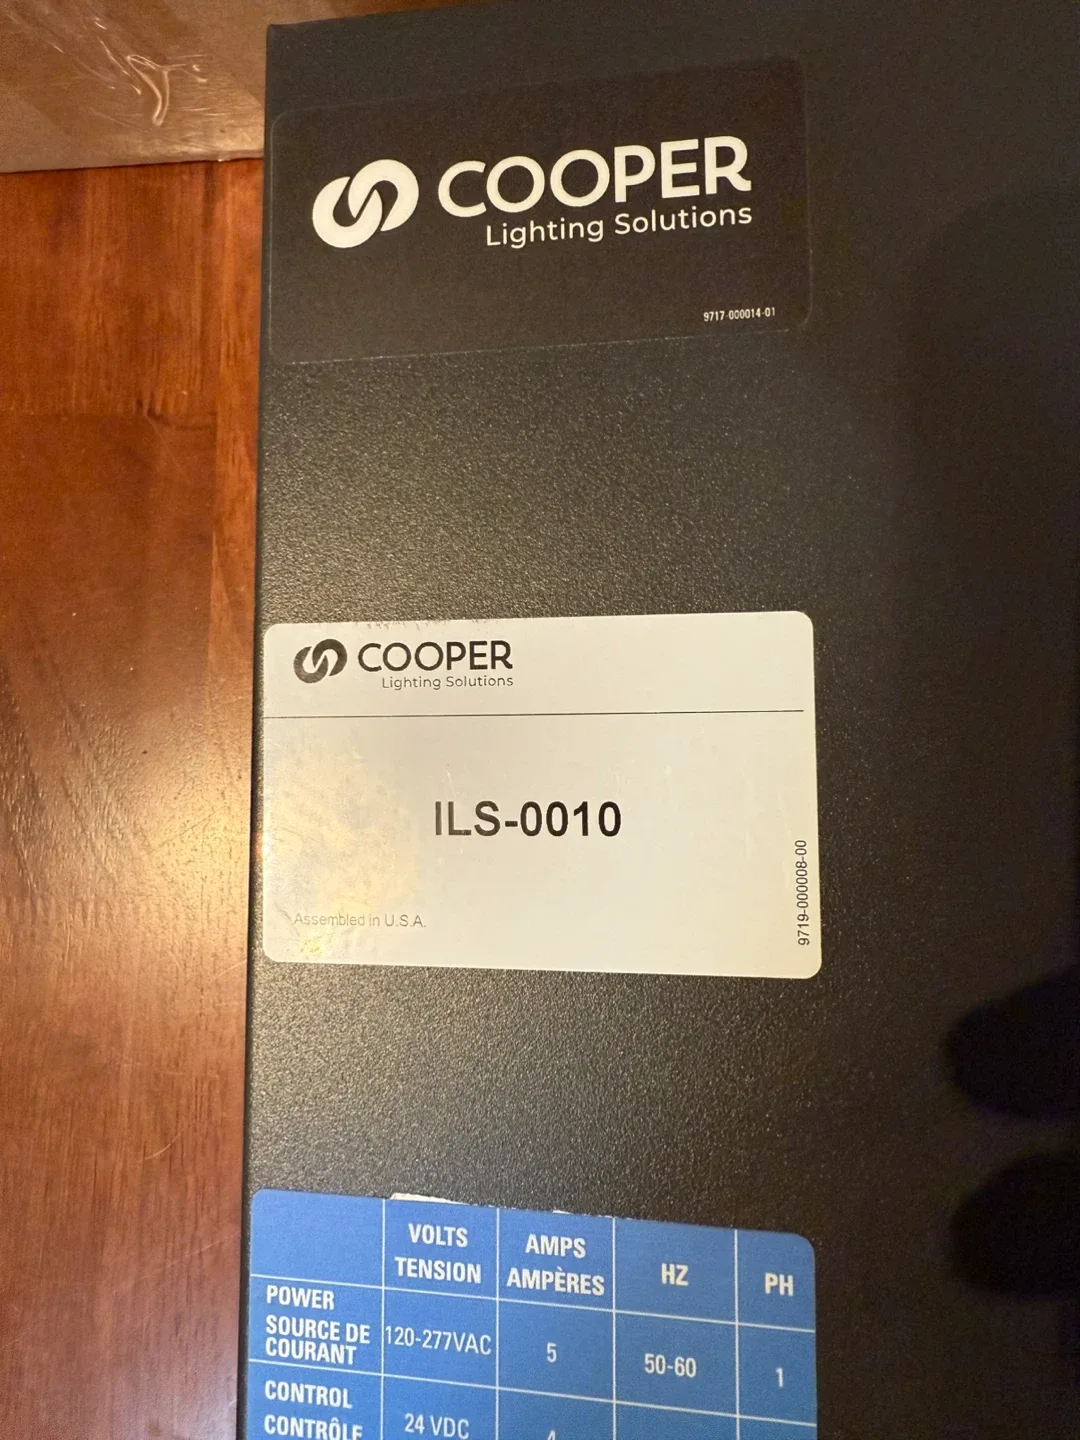 COOPER
Lighting Solutions
9717-000014-01
COOPER
Lighting Solutions
ILS-0010
Assembled in U.S.A.
9719-000008-00
VOLTS TENSION AMPS AMPÈRES HZ PH
POWER
SOURCE DE COURANT 120-277VAC 5 50-60 1
CONTROL
CONTRÔLE 24 VDC 4